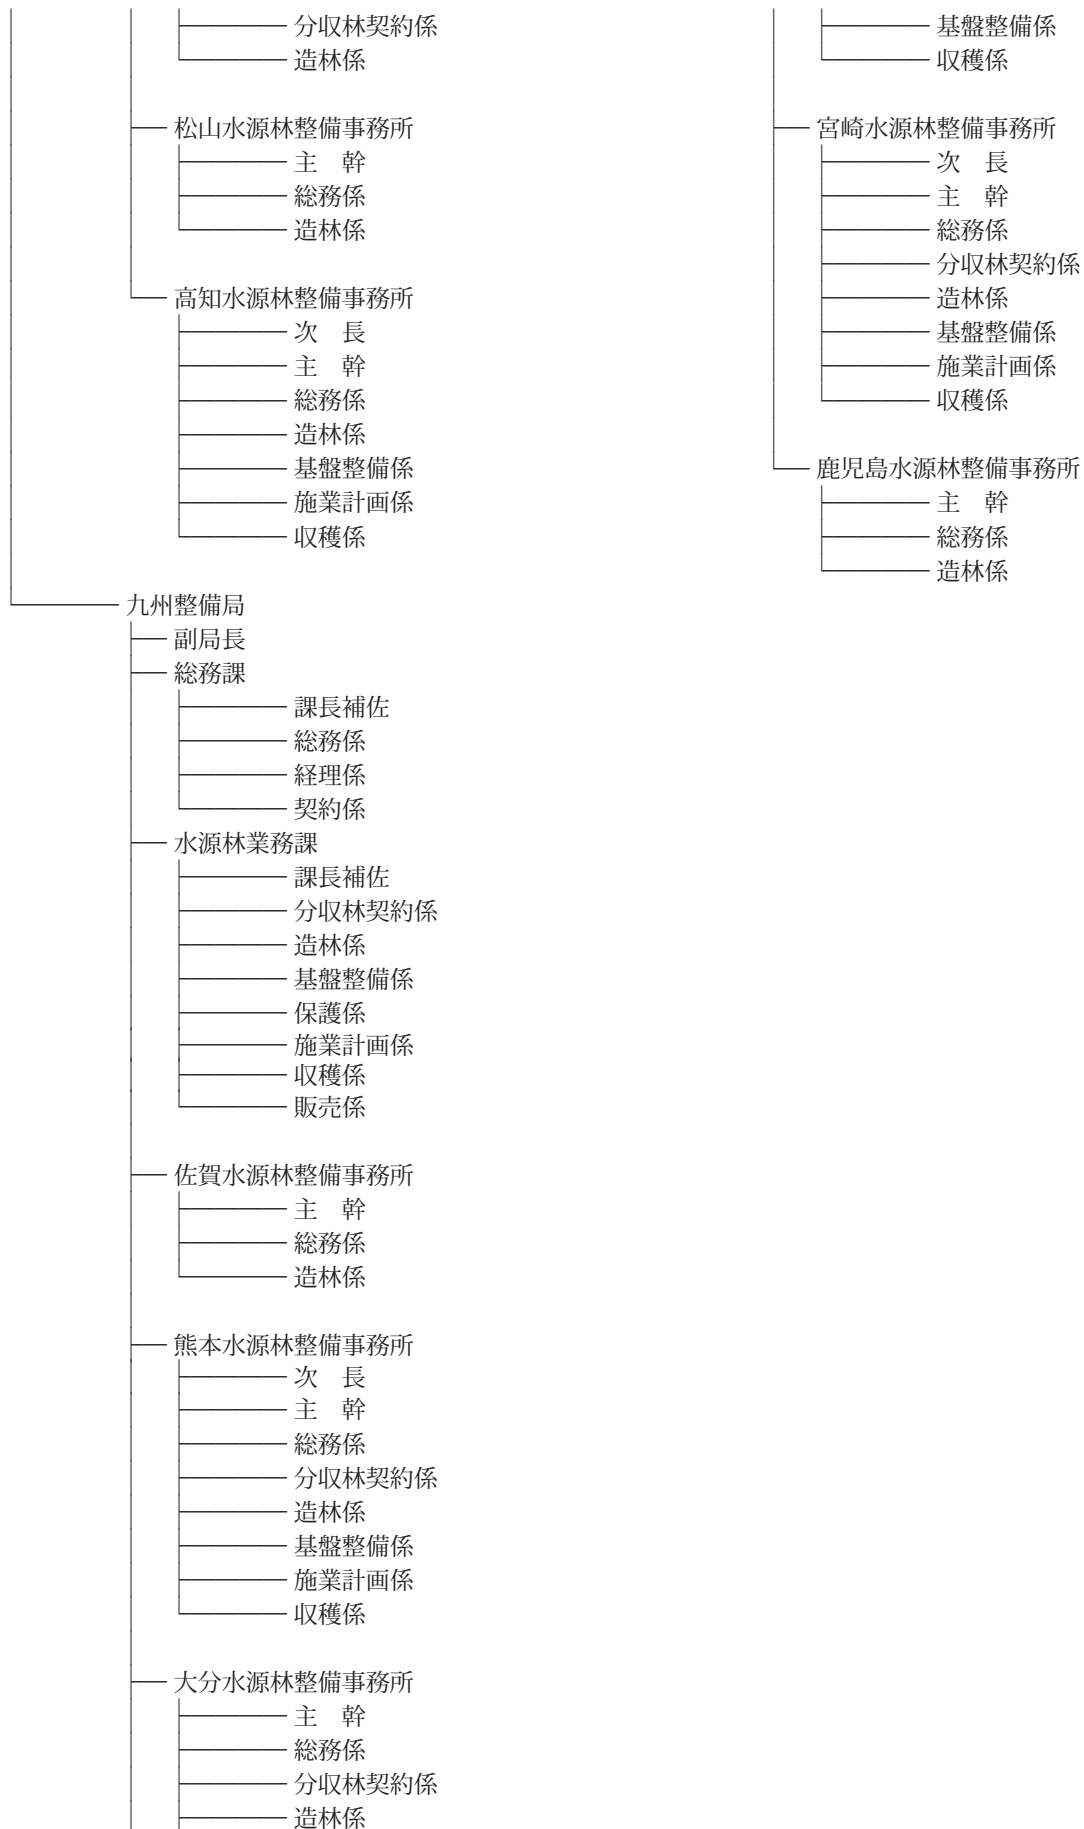 分収林契約係
造林係
松山水源林整備事務所
主　幹
総務係
造林係
高知水源林整備事務所
次　長
主　幹
総務係
造林係
基盤整備係
施業計画係
収穫係
九州整備局
副局長
総務課
課長補佐
総務係
経理係
契約係
水源林業務課
課長補佐
分収林契約係
造林係
基盤整備係
保護係
施業計画係
収穫係
販売係
佐賀水源林整備事務所
主　幹
総務係
造林係
熊本水源林整備事務所
次　長
主　幹
総務係
分収林契約係
造林係
基盤整備係
施業計画係
収穫係
大分水源林整備事務所
主　幹
総務係
分収林契約係
造林係
基盤整備係
収穫係
宮崎水源林整備事務所
次　長
主　幹
総務係
分収林契約係
造林係
基盤整備係
施業計画係
収穫係
鹿児島水源林整備事務所
主　幹
総務係
造林係